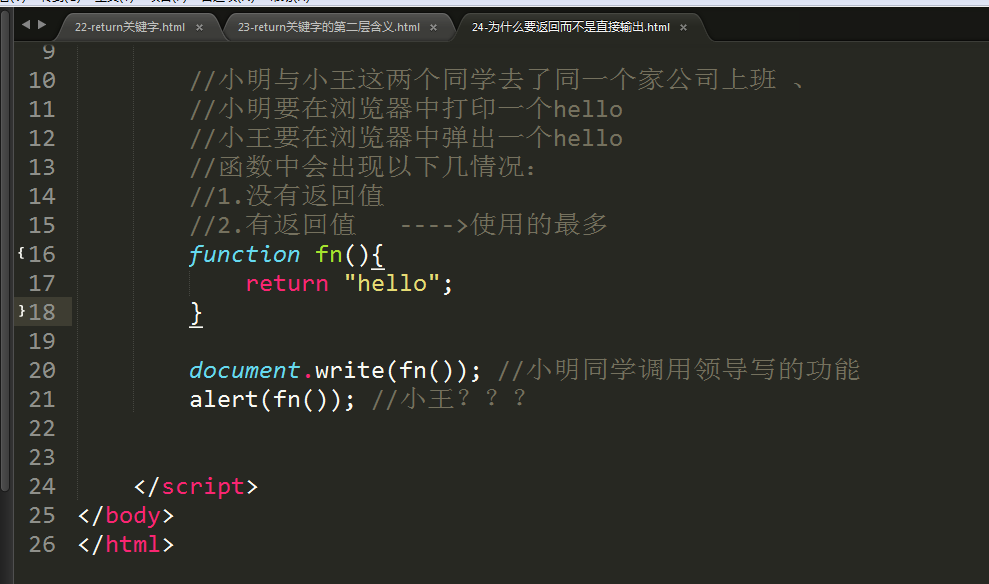 22-return关键字.html × 23-return关键字的第二层含义.html × 24-为什么要返回而不是直接输出.html ×
9
10 //小明与小王这两个同学去了同一个家公司上班 、
11 //小明要在浏览器中打印一个hello
12 //小王要在浏览器中弹出一个hello
13 //函数中会出现以下几情况:
14 //1.没有返回值
15 //2.有返回值 ---->使用的最多
{16 function fn(){
17 return "hello";
}18 }
19
20 document.write(fn()); //小明同学调用领导写的功能
21 alert(fn()); //小王？？？
22
23
24 </script>
25 </body>
26 </html>